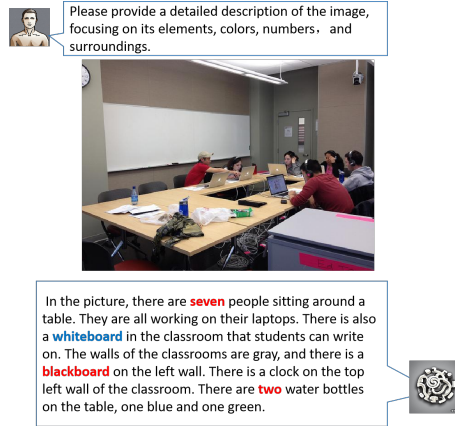 Please provide a detailed description of the image,
focusing on its elements, colors, numbers，and
surroundings.
In the picture, there are seven people sitting around a
table. They are all working on their laptops. There is also
a whiteboard in the classroom that students can write
on. The walls of the classrooms are gray, and there is a
blackboard on the left wall. There is a clock on the top
left wall of the classroom. There are two water bottles
on the table, one blue and one green.